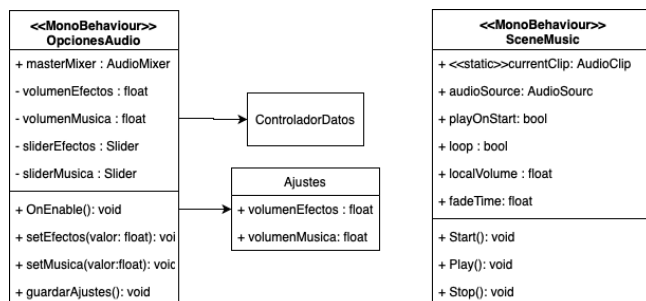 <<MonoBehaviour>>
OpcionesAudio
+ masterMixer : AudioMixer
- volumenEfectos : float
- volumenMusica : float
- sliderEfectos : Slider
- sliderMusica : Slider
+ OnEnable(): void
+ setEfectos(valor: float): voi
+ setMusica(valor:float): voic
+ guardarAjustes(): void
ControladorDatos
Ajustes
+ volumenEfectos : float
+ volumenMusica: float
<<MonoBehaviour>>
SceneMusic
+ <<static>>currentClip: AudioClip
+ audioSource: AudioSourc
+ playOnStart: bool
+ loop : bool
+ localVolume : float
+ fadeTime: float
+ Start(): void
+ Play(): void
+ Stop(): void